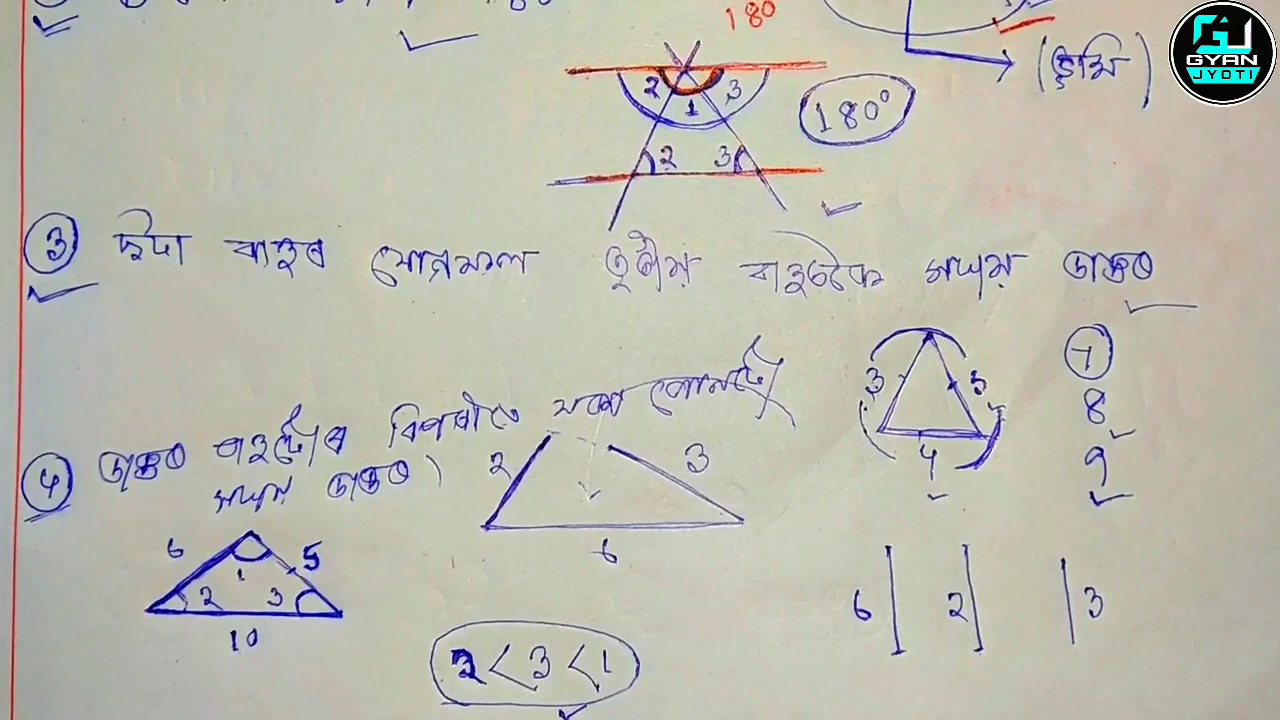 180
(ভূমি)
GYAN
JYOTI
2 1 3
180°
2 3
③ দুটা বাহুৰ যোগফল তৃতীয় বাহুতকৈ সদায় ডাঙৰ
3 5
4
7
8
9
④ ডাঙৰ বাহুটোৰ বিপৰীতে থকা কোণটো
সদায় ডাঙৰ।
2 3
6
6 5
1
2 3
10
6 2 3
2<3<1